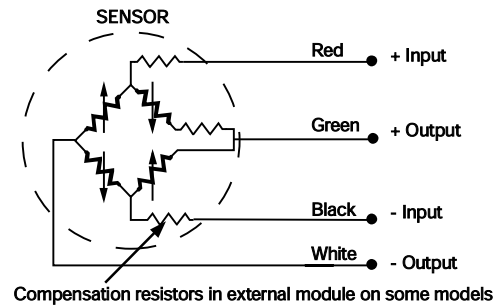 SENSOR
Red + Input
Green + Output
Black - Input
White - Output
Compensation resistors in external module on some models